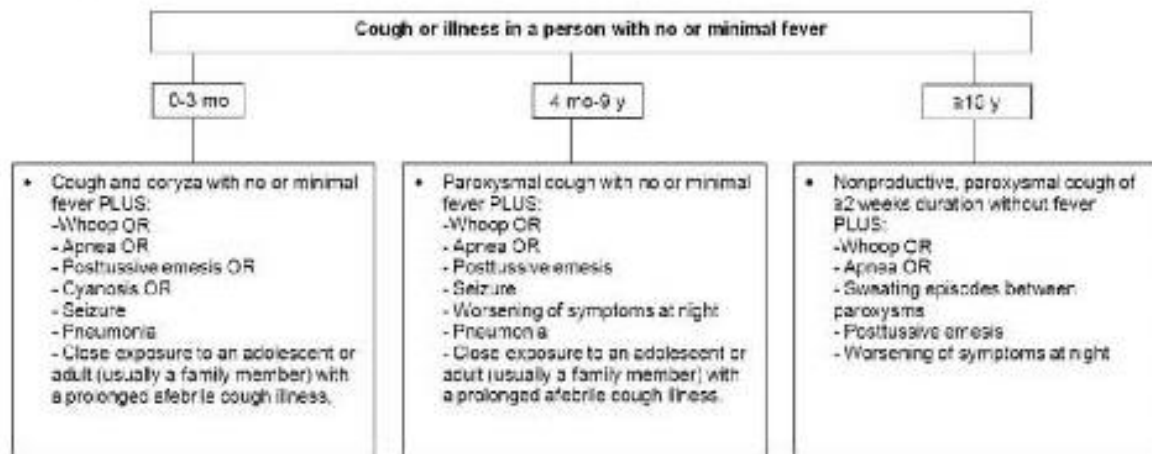 Cough or illness in a person with no or minimal fever
0-3 mo
4 mo-9 y
≥10 y
• Cough and coryza with no or minimal
fever PLUS:
-Whoop OR
- Apnea OR
- Posttussive emesis OR
- Cyanosis OR
- Seizure
- Pneumonia
- Close exposure to an adolescent or
adult (usually a family member) with
a prolonged afebrile cough illness.
• Paroxysmal cough with no or minimal
fever PLUS:
-Whoop OR
- Apnea OR
- Posttussive emesis
- Seizure
- Worsening of symptoms at night
- Pneumonia
- Close exposure to an adolescent or
adult (usually a family member) with
a prolonged afebrile cough illness.
• Nonproductive, paroxysmal cough of
≥2 weeks duration without fever
PLUS:
-Whoop OR
- Apnea OR
- Sweating episodes between
paroxysms
- Posttussive emesis
- Worsening of symptoms at night